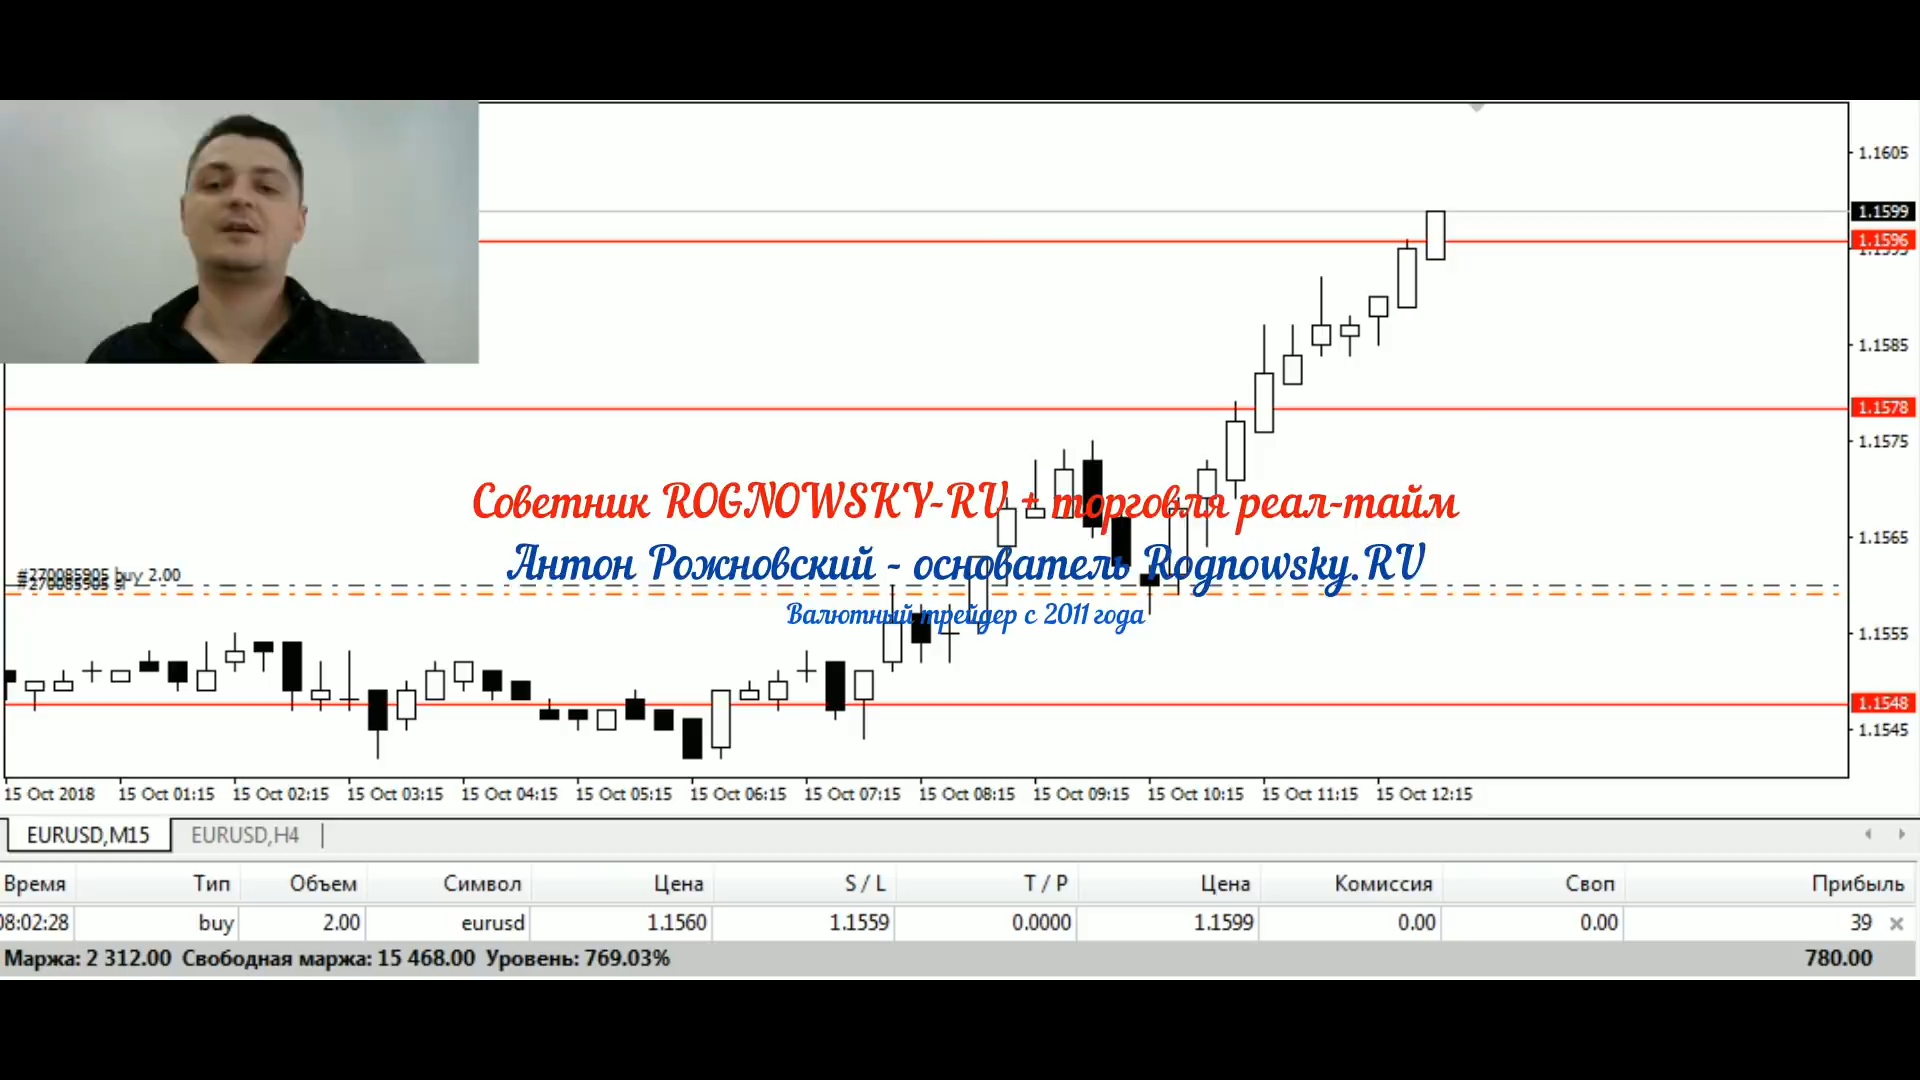 1.1605
1.1599
1.1596
1.1595
1.1585
1.1578
1.1575
Советник ROGNOWSKY-RV + торговля реал-тайм
1.1565
Антон Рожновский - основатель Rognowsky.RV
#270085905 buy 2.00
#270085905 sl
Валютный трейдер с 2011 года
1.1555
1.1548
1.1545
15 Oct 2018 15 Oct 01:15 15 Oct 02:15 15 Oct 03:15 15 Oct 04:15 15 Oct 05:15 15 Oct 06:15 15 Oct 07:15 15 Oct 08:15 15 Oct 09:15 15 Oct 10:15 15 Oct 11:15 15 Oct 12:15
EURUSD,M15 EURUSD,H4
Время Тип Объем Символ Цена S / L T / P Цена Комиссия Своп Прибыль
08:02:28 buy 2.00 eurusd 1.1560 1.1559 0.0000 1.1599 0.00 0.00 39
Маржа: 2 312.00 Свободная маржа: 15 468.00 Уровень: 769.03% 780.00